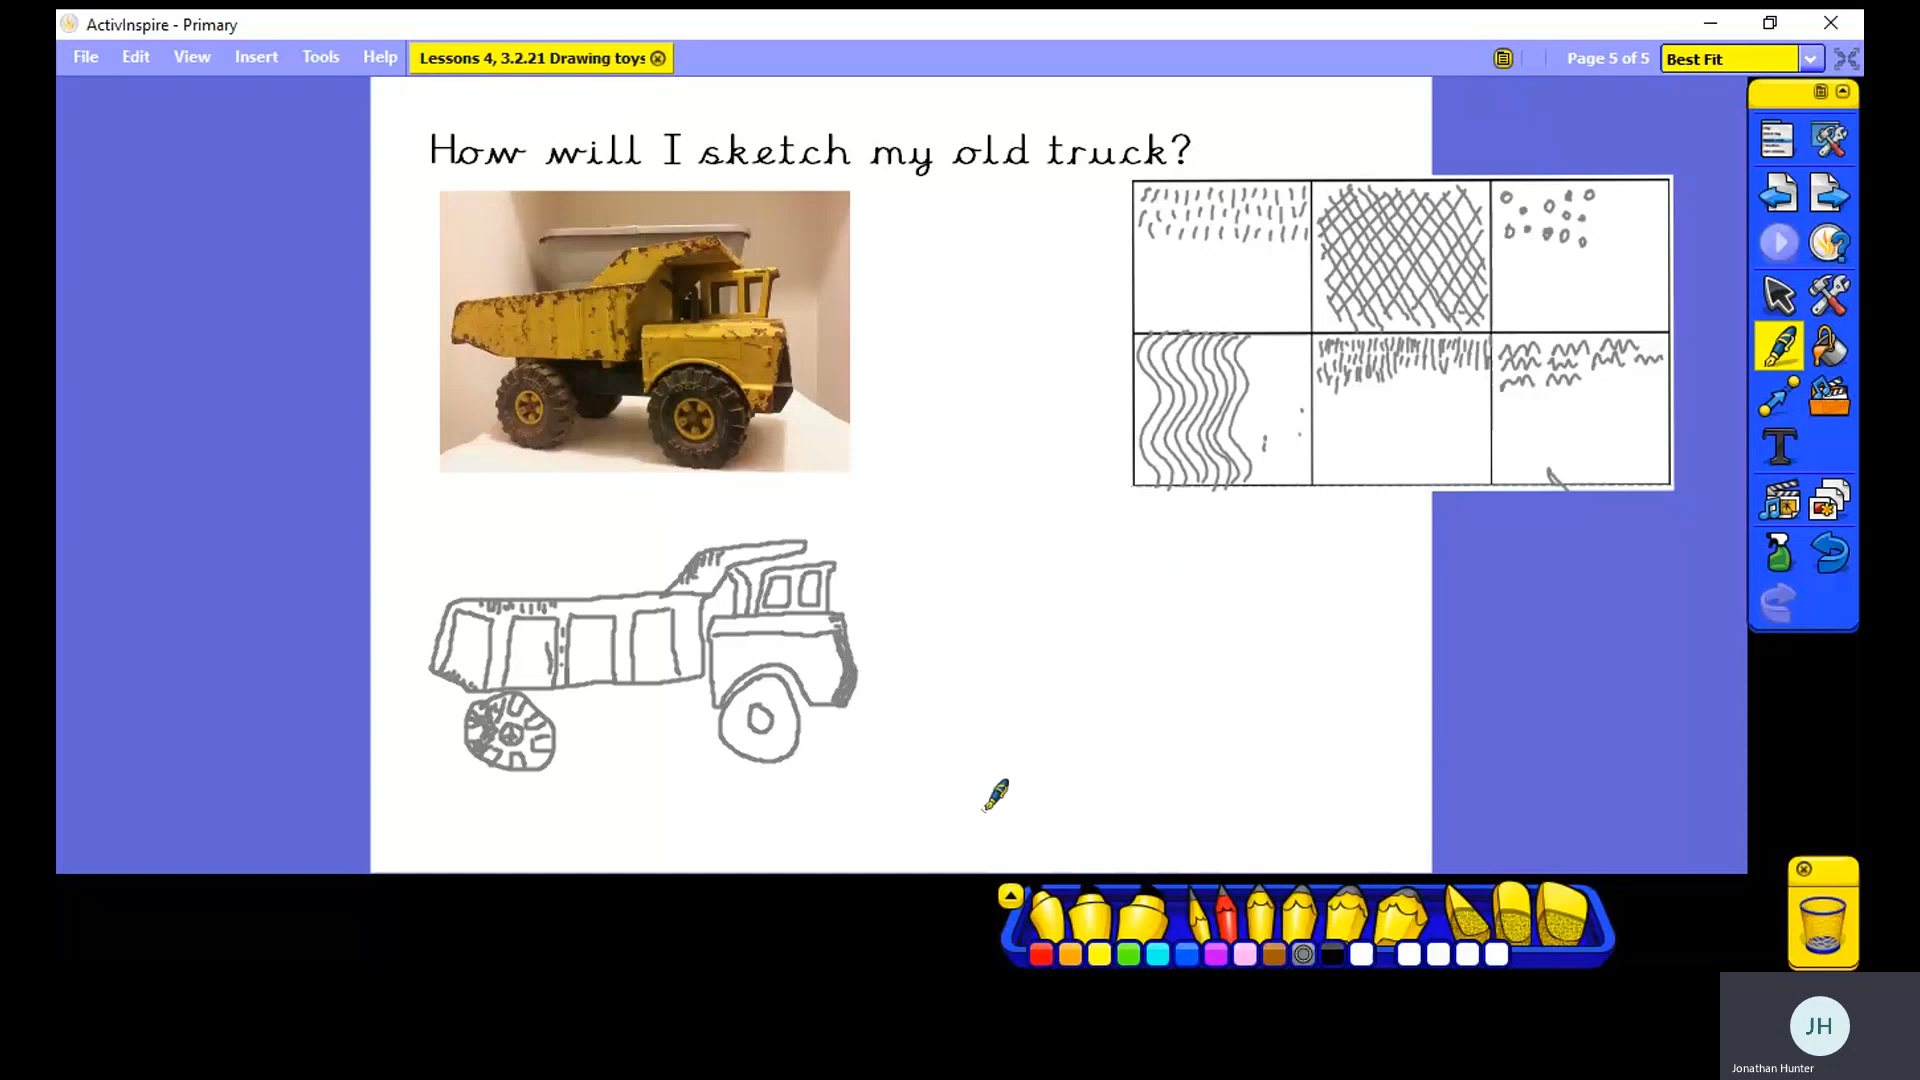 ActivInspire - Primary
File Edit View Insert Tools Help Lessons 4, 3.2.21 Drawing toys Page 5 of 5 Best Fit
How will I sketch my old truck?
JH
Jonathan Hunter